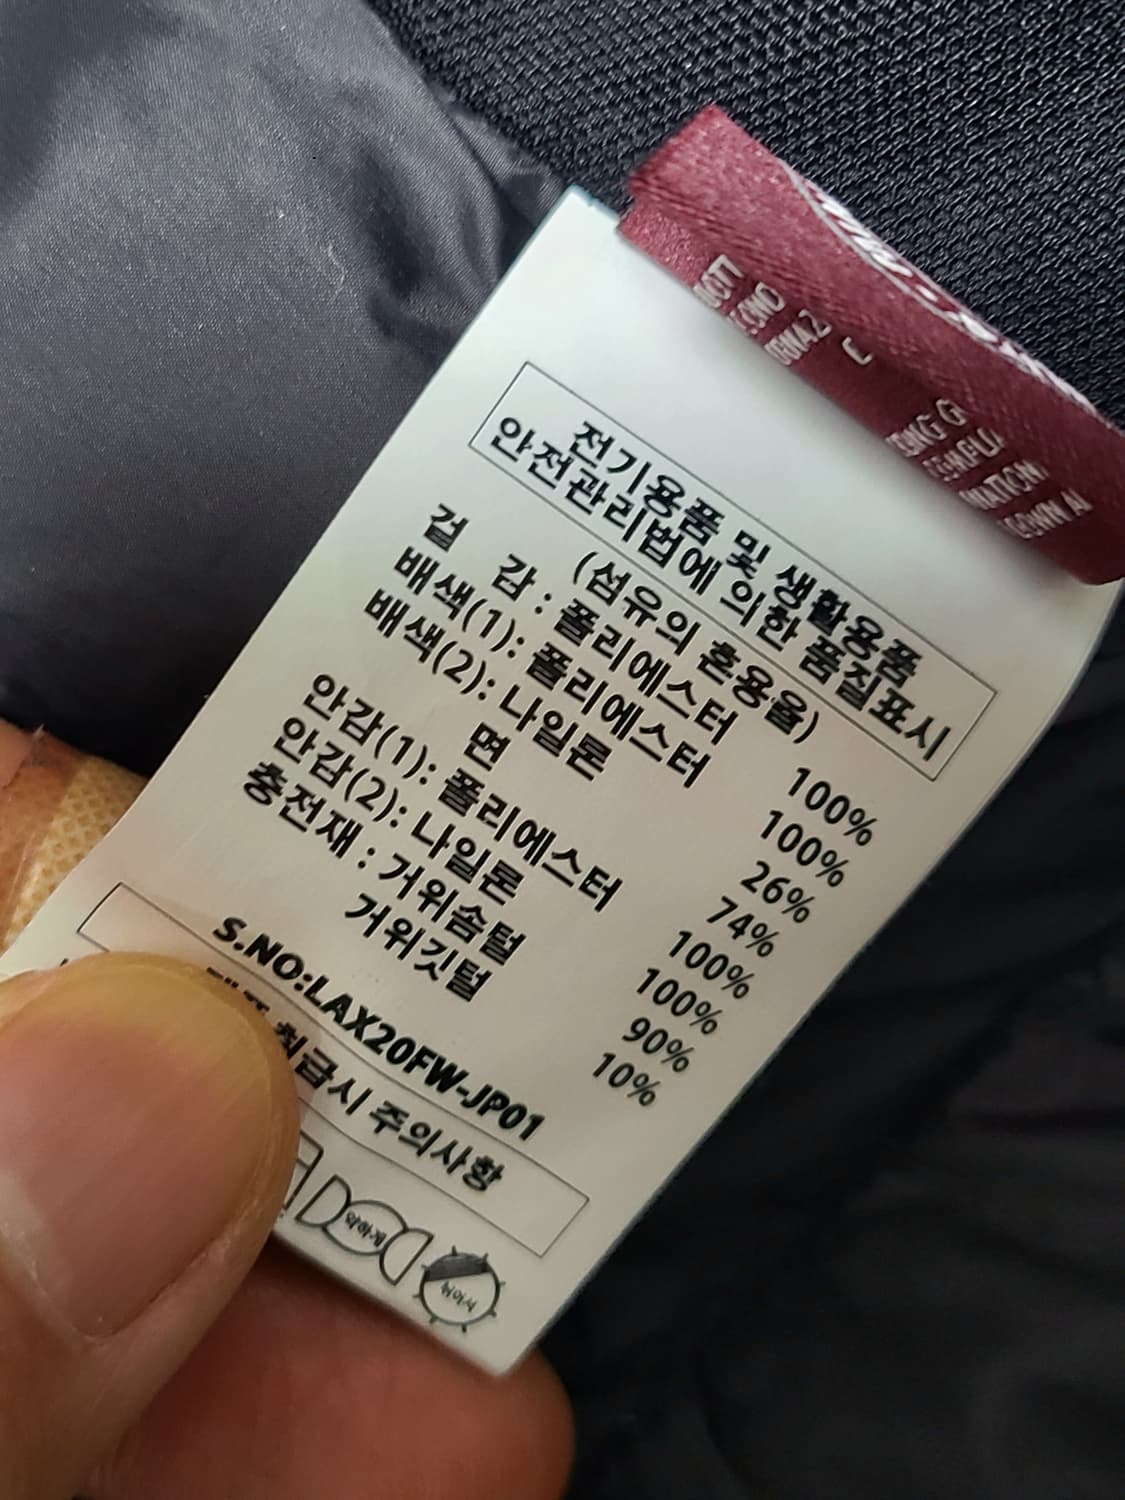 전기용품 및 생활용품
안전관리법에 의한 품질표시
(섬유의 혼용율)
겉 감 : 폴리에스터 100%
배색(1): 폴리에스터 100%
배색(2): 나일론 26%
면 74%
안감(1): 폴리에스터 100%
안감(2): 나일론 100%
충전재 : 거위솜털 90%
거위깃털 10%
S.NO:LAX20FW-JP01
취급시 주의사항
약하게